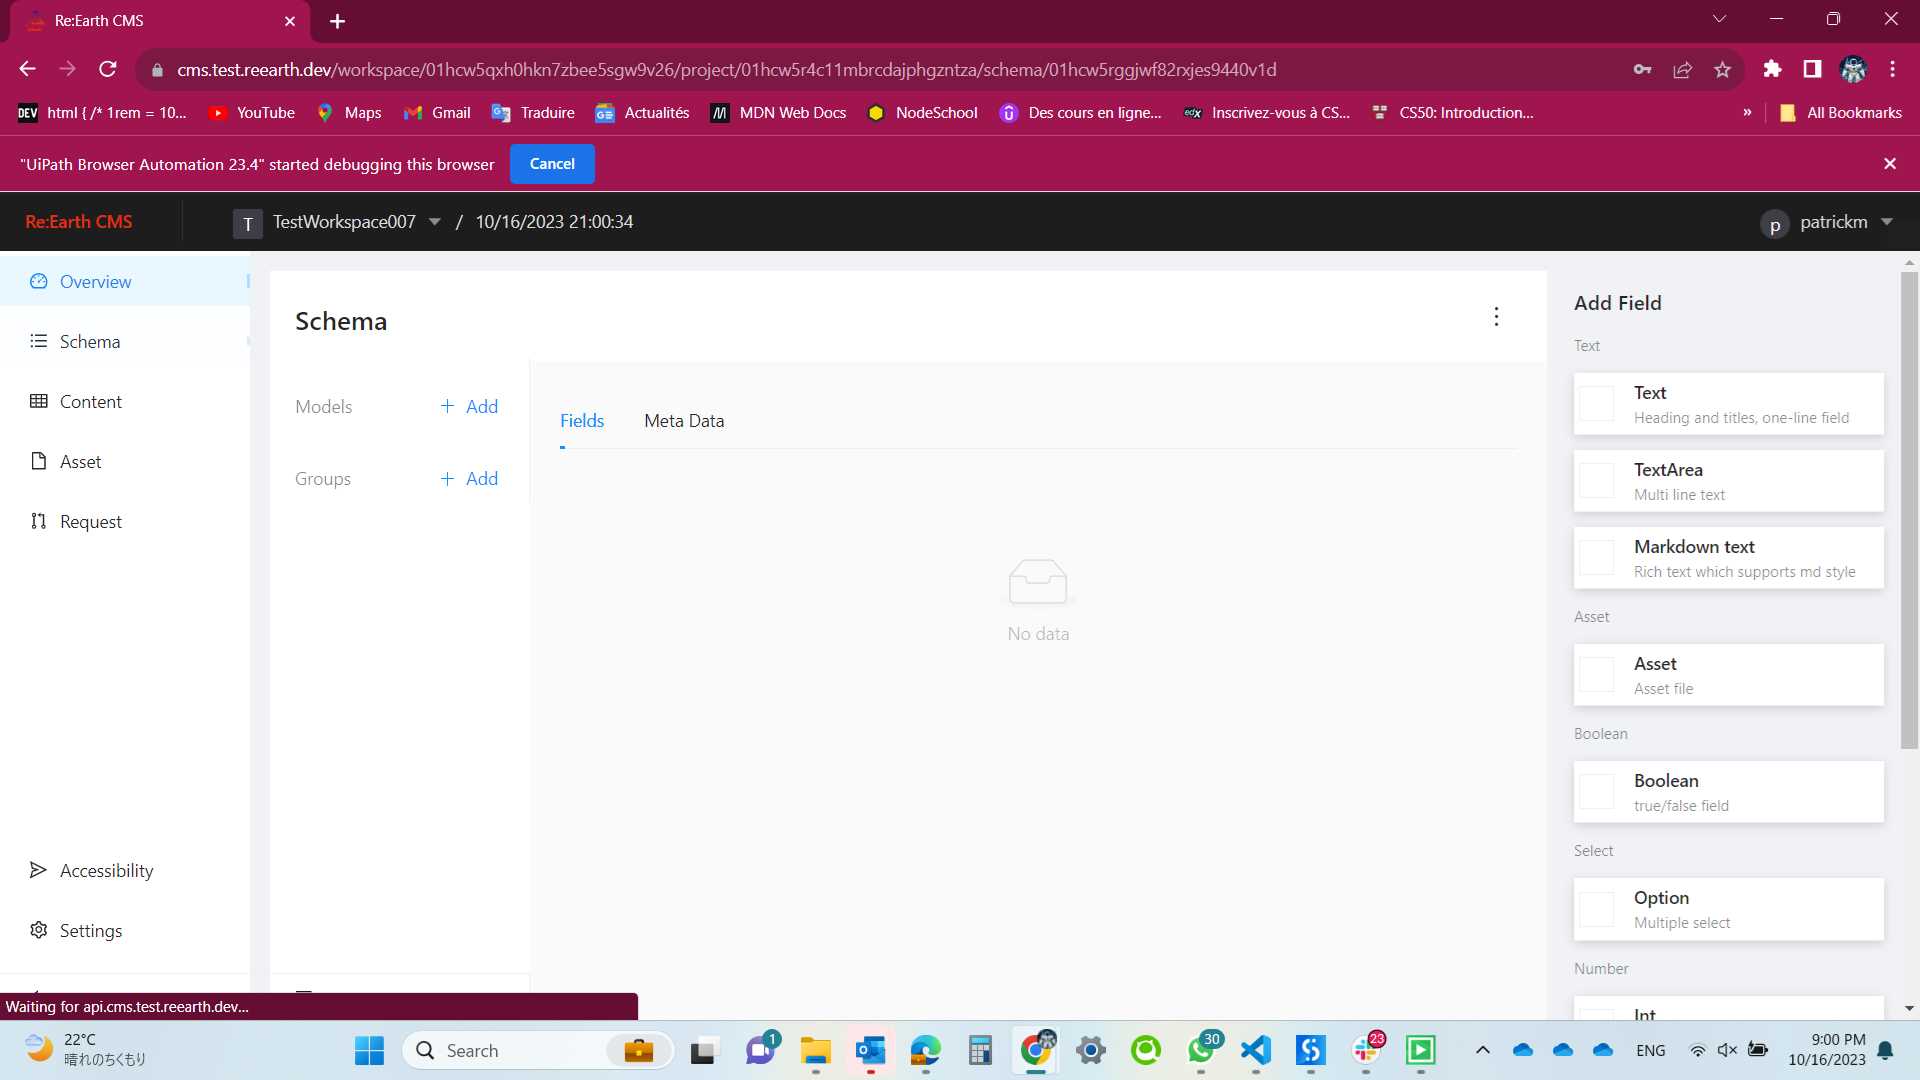 Re:Earth CMS
cms.test.reearth.dev/workspace/01hcw5qxh0hkn7zbee5sgw9v26/project/01hcw5r4c11mbrcdajphgzntza/schema/01hcw5rggjwf82rxjes9440v1d
DEV html { /* 1rem = 10... YouTube Maps Gmail Traduire Actualités MDN Web Docs NodeSchool Des cours en ligne... edX Inscrivez-vous à CS... CS50: Introduction... » All Bookmarks
"UiPath Browser Automation 23.4" started debugging this browser Cancel
Re:Earth CMS T TestWorkspace007 / 10/16/2023 21:00:34 p patrickm
Overview
Schema
Content
Asset
Request
Accessibility
Settings
Schema
Models + Add
Groups + Add
Fields Meta Data
No data
Add Field
Text
Text
Heading and titles, one-line field
TextArea
Multi line text
Markdown text
Rich text which supports md style
Asset
Asset
Asset file
Boolean
Boolean
true/false field
Select
Option
Multiple select
Number
Int
Waiting for api.cms.test.reearth.dev...
22°C
晴れのちくもり
Search
1
30
23
ENG
9:00 PM
10/16/2023